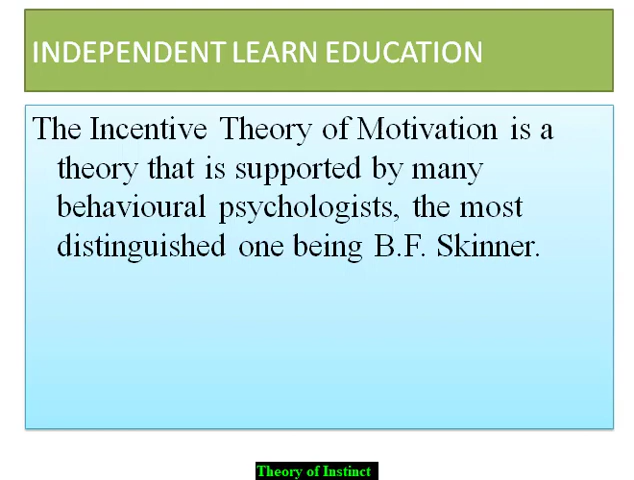 INDEPENDENT LEARN EDUCATION
The Incentive Theory of Motivation is a
theory that is supported by many
behavioural psychologists, the most
distinguished one being B.F. Skinner.
Theory of Instinct